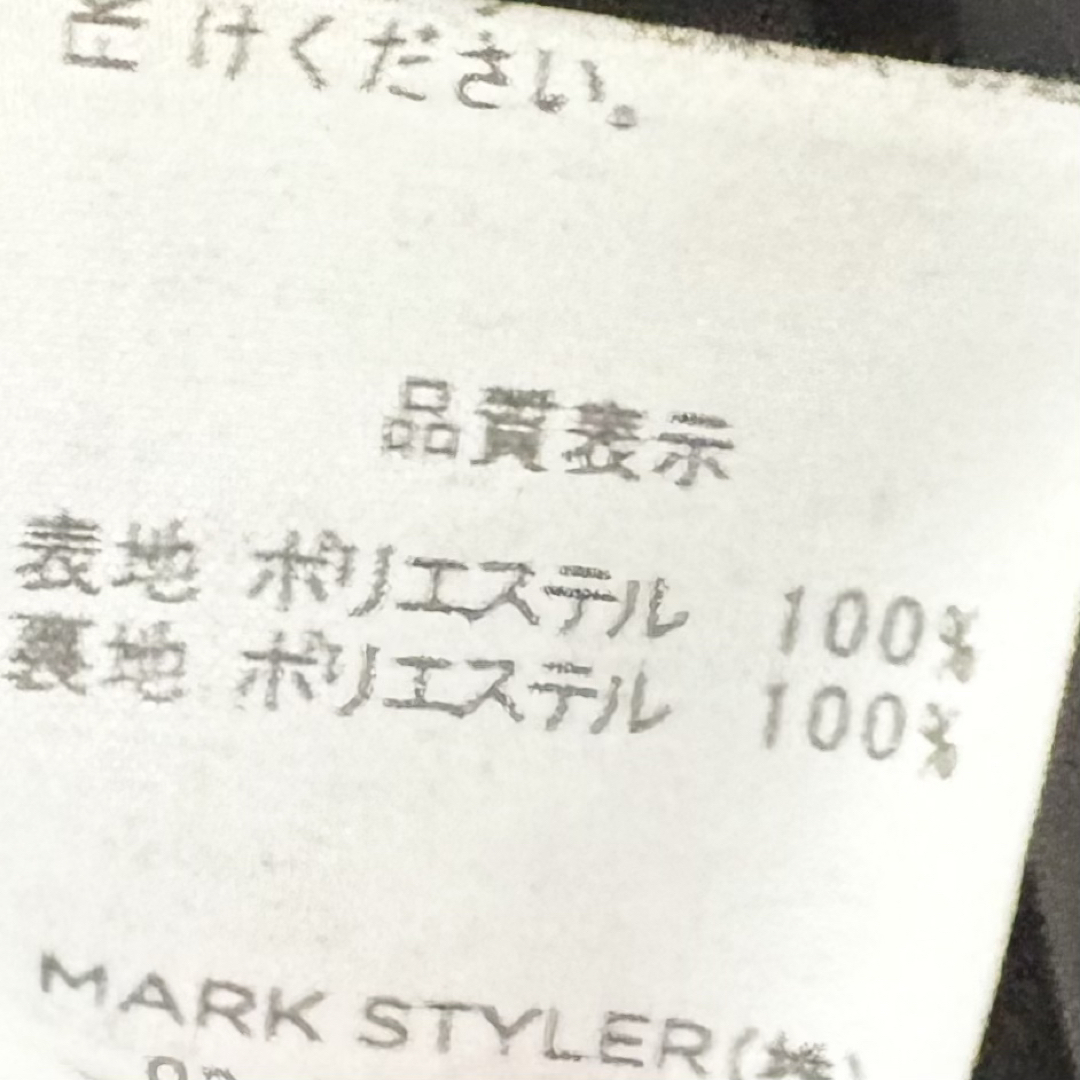 けください。
品質表示
表地 ポリエステル 100%
裏地 ポリエステル 100%
MARK STYLER(株)